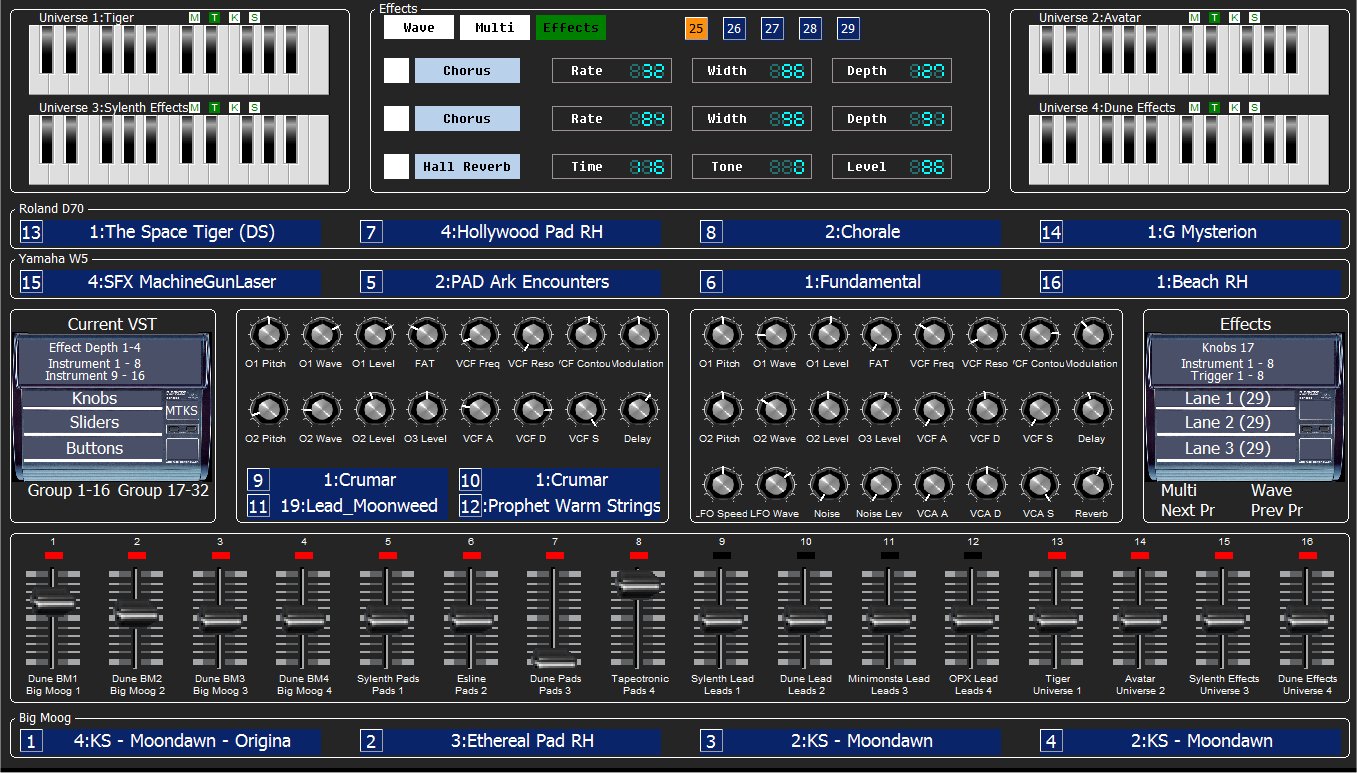 Universe 1:Tiger M T K S
Universe 3:Sylenth Effects M T K S
Effects
Wave Multi Effects 25 26 27 28 29
Chorus Rate 32 Width 86 Depth 127
Chorus Rate 84 Width 96 Depth 91
Hall Reverb Time 116 Tone 0 Level 86
Universe 2:Avatar M T K S
Universe 4:Dune Effects M T K S
Roland D70
13 1:The Space Tiger (DS) 7 4:Hollywood Pad RH 8 2:Chorale 14 1:G Mysterion
Yamaha W5
15 4:SFX MachineGunLaser 5 2:PAD Ark Encounters 6 1:Fundamental 16 1:Beach RH
Current VST
Effect Depth 1-4
Instrument 1 - 8
Instrument 9 - 16
Knobs
MTKS
Sliders
Buttons
Group 1-16 Group 17-32
O1 Pitch O1 Wave O1 Level FAT VCF Freq VCF Reso VCF Contou Modulation
O2 Pitch O2 Wave O2 Level O3 Level VCF A VCF D VCF S Delay
9 1:Crumar 10 1:Crumar
11 19:Lead_Moonweed 12 :Prophet Warm Strings
O1 Pitch O1 Wave O1 Level FAT VCF Freq VCF Reso VCF Contou Modulation
O2 Pitch O2 Wave O2 Level O3 Level VCF A VCF D VCF S Delay
LFO Speed LFO Wave Noise Noise Lev VCA A VCA D VCA S Reverb
Effects
Knobs 17
Instrument 1 - 8
Trigger 1 - 8
Lane 1 (29)
Lane 2 (29)
Lane 3 (29)
Multi Wave
Next Pr Prev Pr
1 2 3 4 5 6 7 8 9 10 11 12 13 14 15 16
Dune BM1 Dune BM2 Dune BM3 Dune BM4 Sylenth Pads Esline Dune Pads Tapeotronic Sylenth Lead Dune Lead Minimonsta Lead OPX Lead Tiger Avatar Sylenth Effects Dune Effects
Big Moog 1 Big Moog 2 Big Moog 3 Big Moog 4 Pads 1 Pads 2 Pads 3 Pads 4 Leads 1 Leads 2 Leads 3 Leads 4 Universe 1 Universe 2 Universe 3 Universe 4
Big Moog
1 4:KS - Moondawn - Origina 2 3:Ethereal Pad RH 3 2:KS - Moondawn 4 2:KS - Moondawn